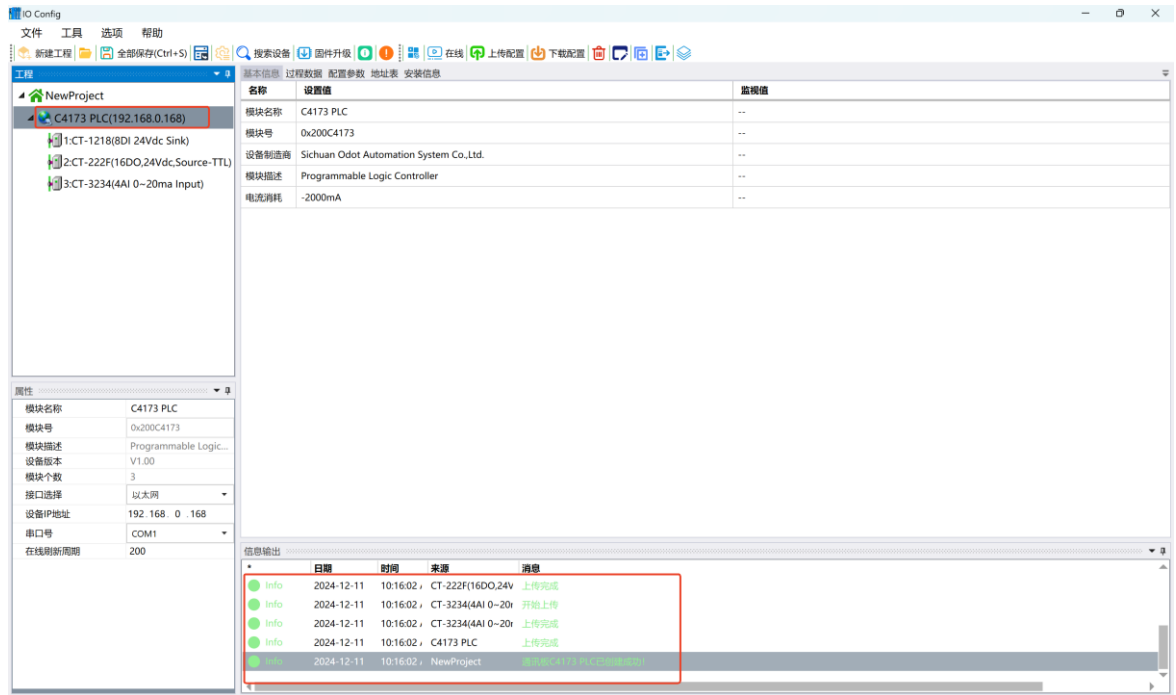 IO Config
文件 工具 选项 帮助
新建工程 全部保存(Ctrl+S) 搜索设备 固件升级 在线 上传配置 下载配置
工程
NewProject
C4173 PLC(192.168.0.168)
1:CT-1218(8DI 24Vdc Sink)
2:CT-222F(16DO,24Vdc,Source-TTL)
3:CT-3234(4AI 0~20ma Input)
基本信息 过程数据 配置参数 地址表 安装信息
名称 设置值 监视值
模块名称 C4173 PLC --
模块号 0x200C4173 --
设备制造商 Sichuan Odot Automation System Co.,Ltd. --
模块描述 Programmable Logic Controller --
电流消耗 -2000mA --
属性
模块名称 C4173 PLC
模块号 0x200C4173
模块描述 Programmable Logic...
设备版本 V1.00
模块个数 3
接口选择 以太网
设备IP地址 192.168. 0 .168
串口号 COM1
在线刷新周期 200
信息输出
日期 时间 来源 消息
Info 2024-12-11 10:16:02 CT-222F(16DO,24V 上传完成
Info 2024-12-11 10:16:02 CT-3234(4AI 0~20r 开始上传
Info 2024-12-11 10:16:02 CT-3234(4AI 0~20r 上传完成
Info 2024-12-11 10:16:02 C4173 PLC 上传完成
Info 2024-12-11 10:16:02 NewProject 通讯板C4173 PLC已创建成功!